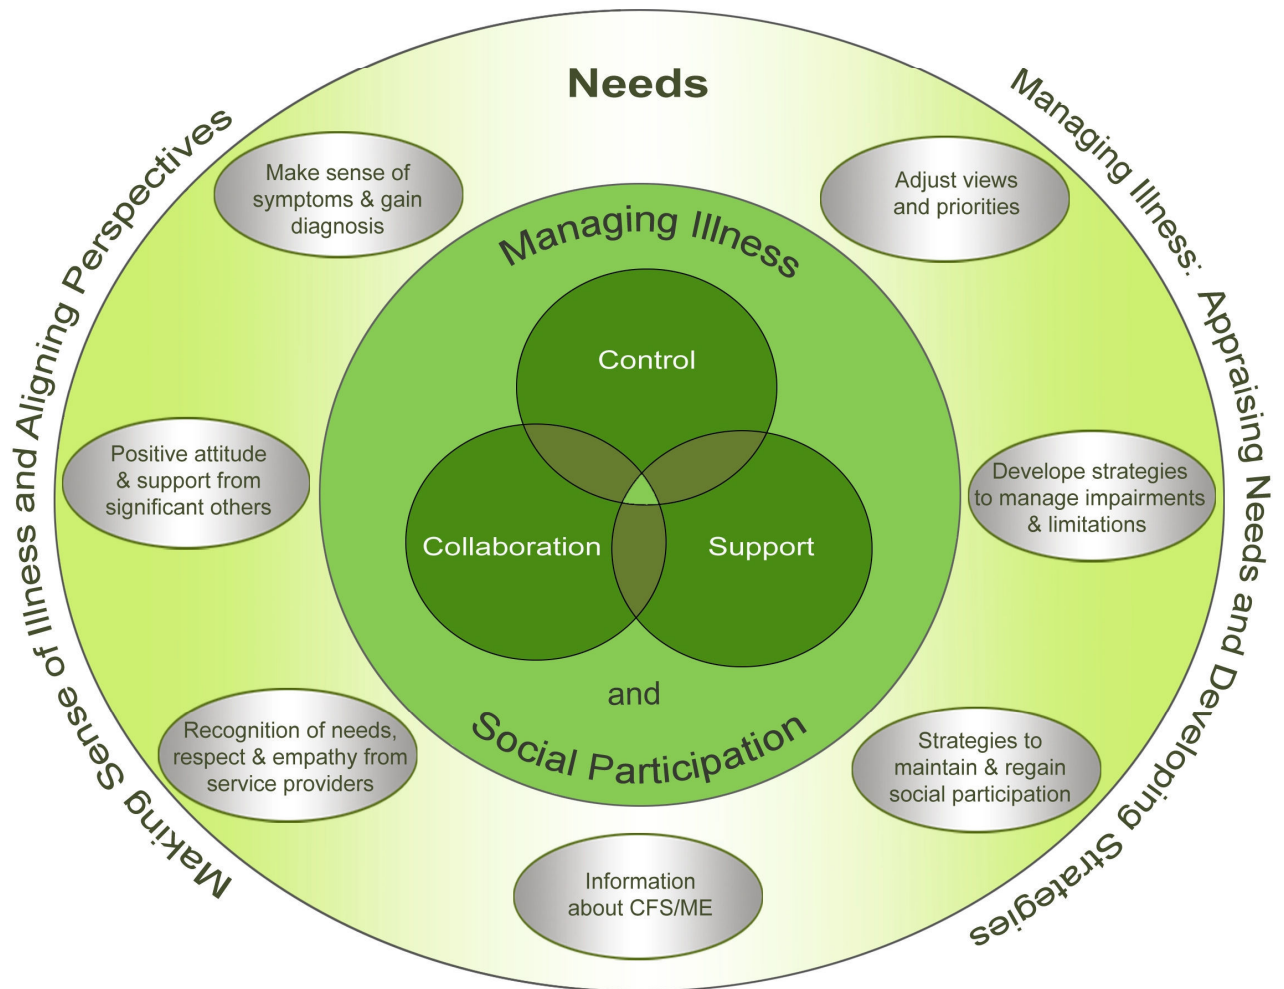 Needs
Making Sense of Illness and Aligning Perspectives
Managing Illness: Appraising Needs and Developing Strategies
Make sense of
symptoms & gain
diagnosis
Adjust views
and priorities
Positive attitude
& support from
significant others
Develope strategies
to manage impairments
& limitations
Recognition of needs,
respect & empathy from
service providers
Strategies to
maintain & regain
social participation
Information
about CFS/ME
Managing Illness
Control
Collaboration
Support
and
Social Participation